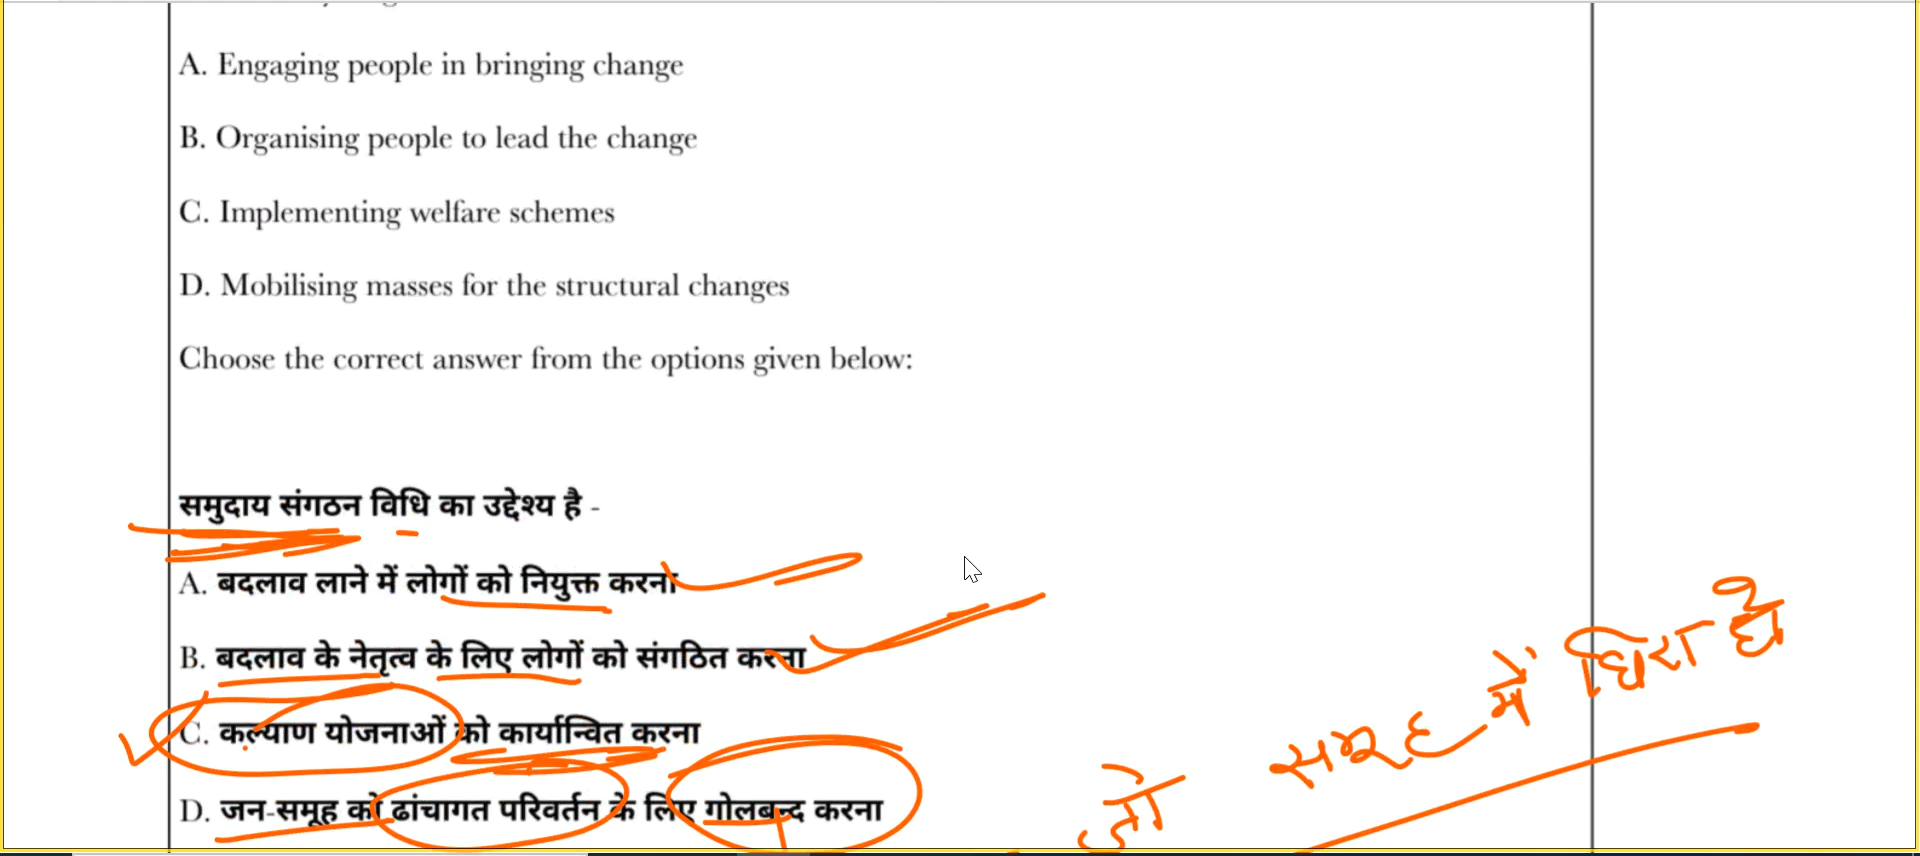 A. Engaging people in bringing change
B. Organising people to lead the change
C. Implementing welfare schemes
D. Mobilising masses for the structural changes
Choose the correct answer from the options given below:
समुदाय संगठन विधि का उद्देश्य है -
A. बदलाव लाने में लोगों को नियुक्त करना
B. बदलाव के नेतृत्व के लिए लोगों को संगठित करना
C. कल्याण योजनाओं को कार्यान्वित करना
D. जन-समूह को ढांचागत परिवर्तन के लिए गोलबन्द करना
जो समूह में घिरा हो